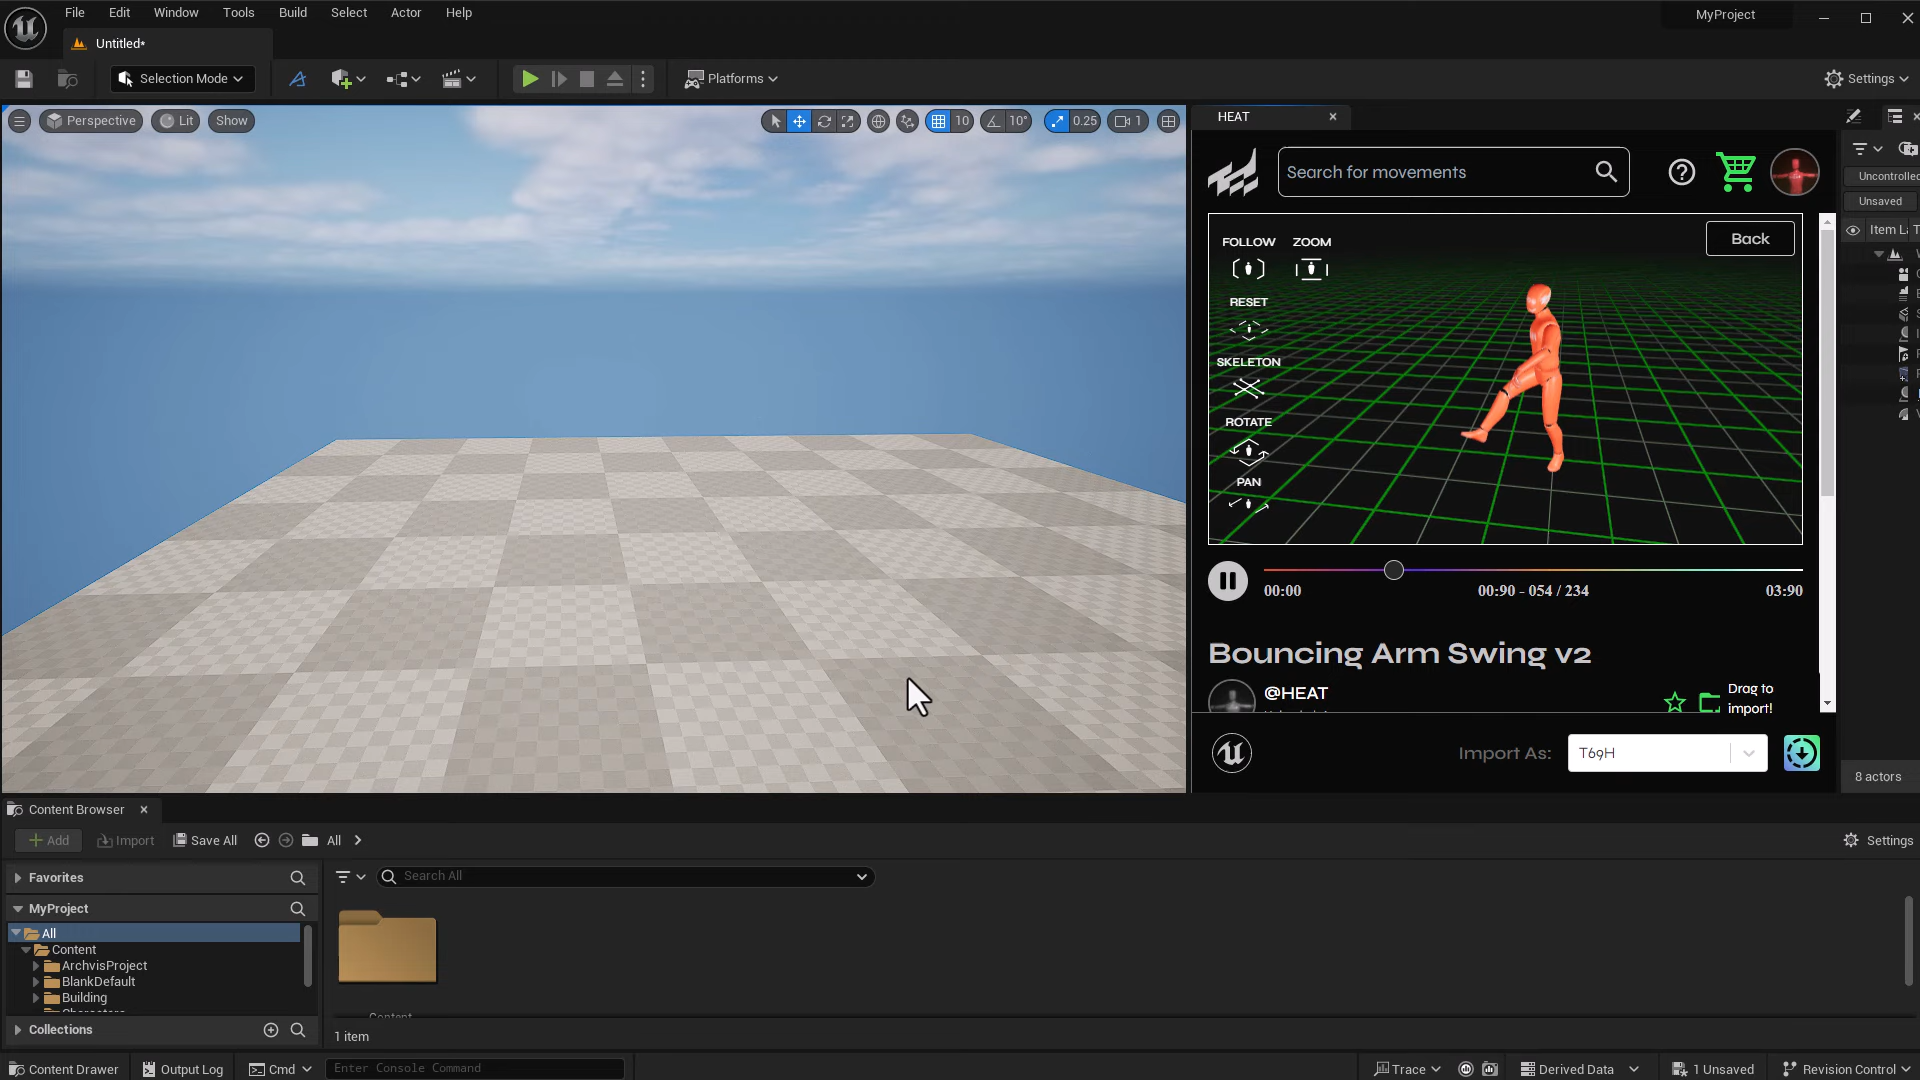 File Edit Window Tools Build Select Actor Help
MyProject
Untitled*
Selection Mode
Platforms
Settings
Perspective
Lit
Show
10
10°
0.25
1
HEAT
Search for movements
FOLLOW ZOOM
Back
RESET
SKELETON
ROTATE
PAN
00:00
00:90 - 054 / 234
03:90
Bouncing Arm Swing v2
@HEAT
Drag to
import!
Import As:
T69H
Uncontrolled
Unsaved
Item La
8 actors
Content Browser
Add
Import
Save All
All
Settings
Favorites
MyProject
All
Content
ArchvisProject
BlankDefault
Building
Collections
Search All
Content
1 item
Content Drawer
Output Log
Cmd
Enter Console Command
Trace
Derived Data
1 Unsaved
Revision Control